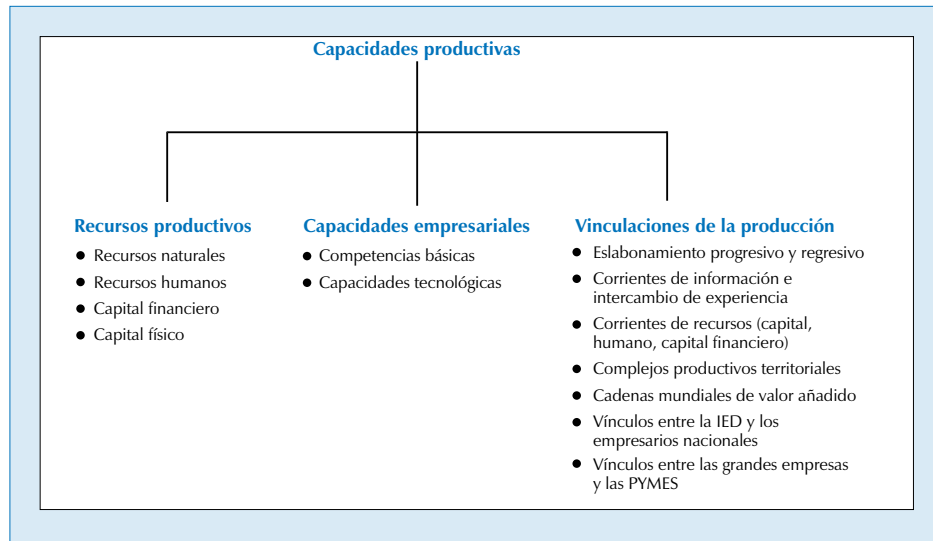 Capacidades productivas
Recursos productivos
● Recursos naturales
● Recursos humanos
● Capital financiero
● Capital físico
Capacidades empresariales
● Competencias básicas
● Capacidades tecnológicas
Vinculaciones de la producción
● Eslabonamiento progresivo y regresivo
● Corrientes de información e
intercambio de experiencia
● Corrientes de recursos (capital,
humano, capital financiero)
● Complejos productivos territoriales
● Cadenas mundiales de valor añadido
● Vínculos entre la IED y los
empresarios nacionales
● Vínculos entre las grandes empresas
y las PYMES